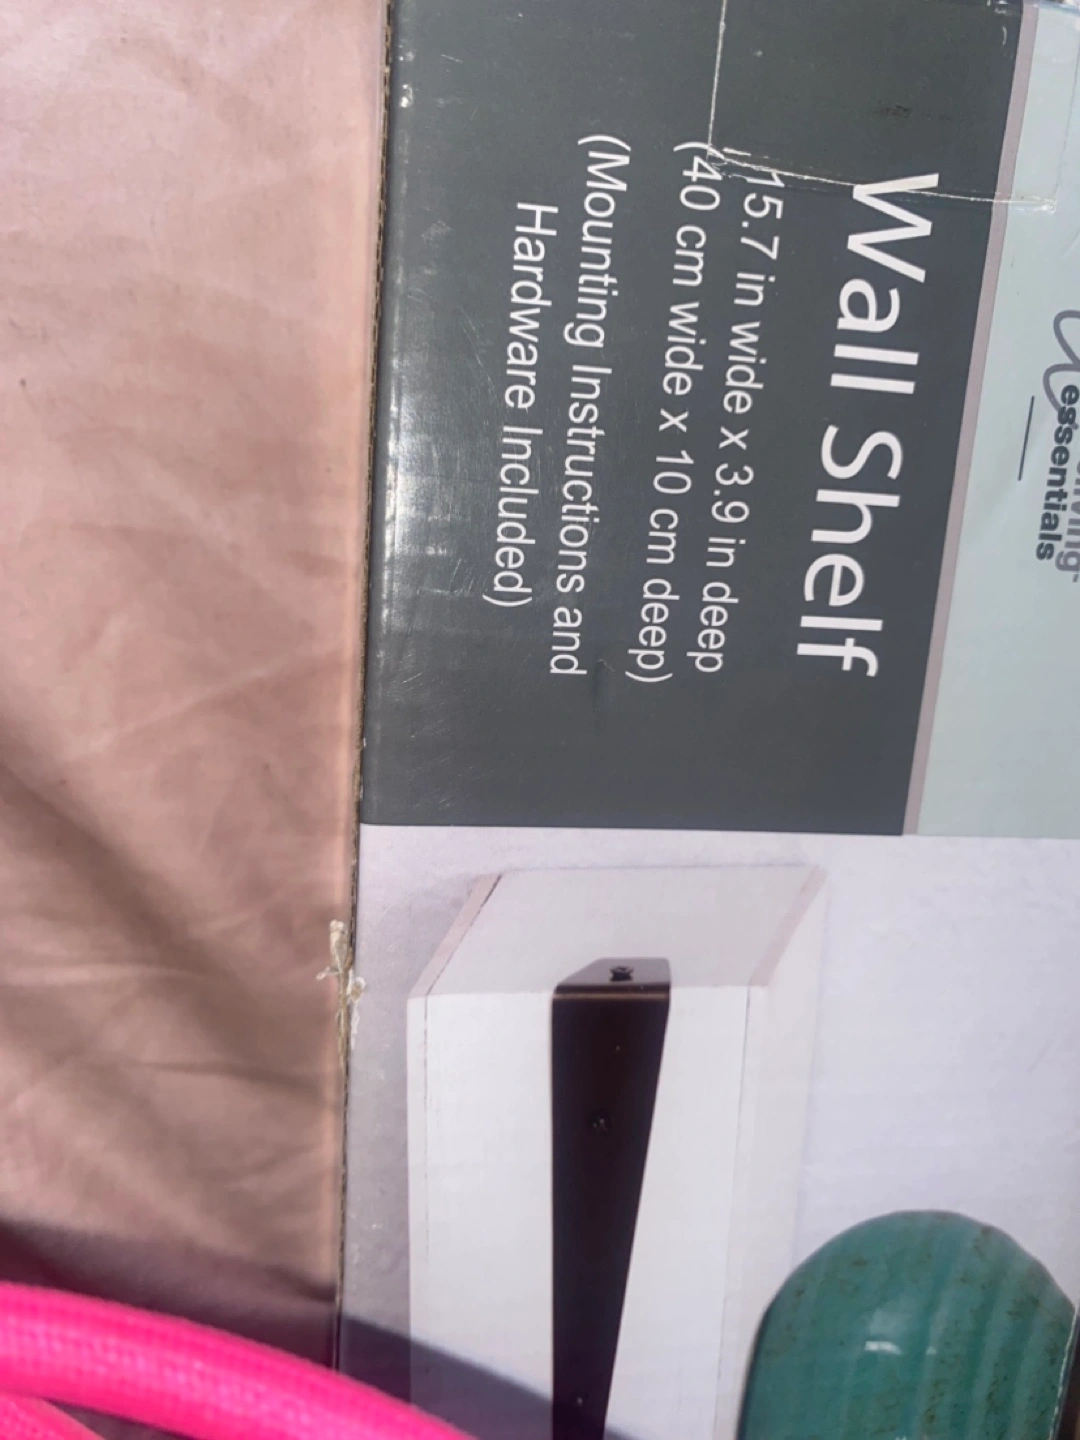 essentials
Wall Shelf
15.7 in wide x 3.9 in deep
(40 cm wide x 10 cm deep)
(Mounting Instructions and
Hardware Included)